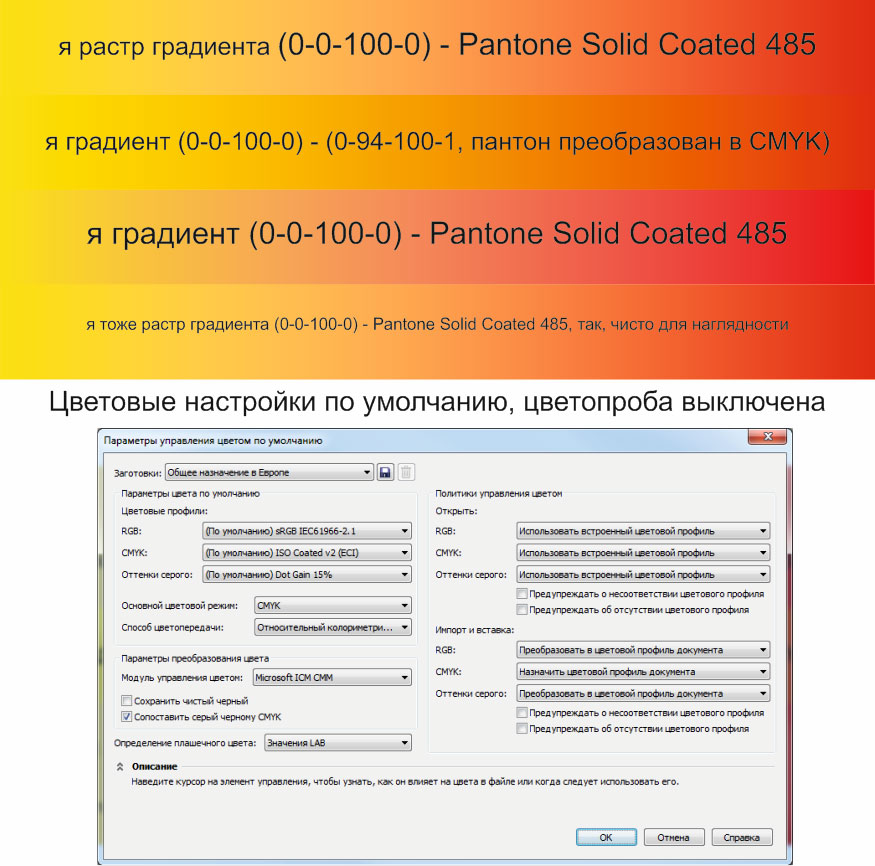 я растр градиента (0-0-100-0) - Pantone Solid Coated 485
я градиент (0-0-100-0) - (0-94-100-1, пантон преобразован в CMYK)
я градиент (0-0-100-0) - Pantone Solid Coated 485
я тоже растр градиента (0-0-100-0) - Pantone Solid Coated 485, так, чисто для наглядности
Цветовые настройки по умолчанию, цветопроба выключена
Параметры управления цветом по умолчанию
Заготовки: Общее назначение в Европе
Параметры цвета по умолчанию
Цветовые профили:
RGB: (По умолчанию) sRGB IEC61966-2.1
CMYK: (По умолчанию) ISO Coated v2 (ECI)
Оттенки серого: (По умолчанию) Dot Gain 15%
Основной цветовой режим: CMYK
Способ цветопередачи: Относительный колориметри...
Параметры преобразования цвета
Модуль управления цветом: Microsoft ICM CMM
Сохранить чистый черный
Сопоставить серый черному CMYK
Определение плашечного цвета: Значения LAB
Политики управления цветом
Открыть:
RGB: Использовать встроенный цветовой профиль
CMYK: Использовать встроенный цветовой профиль
Оттенки серого: Использовать встроенный цветовой профиль
Предупреждать о несоответствии цветового профиля
Предупреждать об отсутствии цветового профиля
Импорт и вставка:
RGB: Преобразовать в цветовой профиль документа
CMYK: Назначить цветовой профиль документа
Оттенки серого: Преобразовать в цветовой профиль документа
Предупреждать о несоответствии цветового профиля
Предупреждать об отсутствии цветового профиля
Описание
Наведите курсор на элемент управления, чтобы узнать, как он влияет на цвета в файле или когда следует использовать его.
OK Отмена Справка